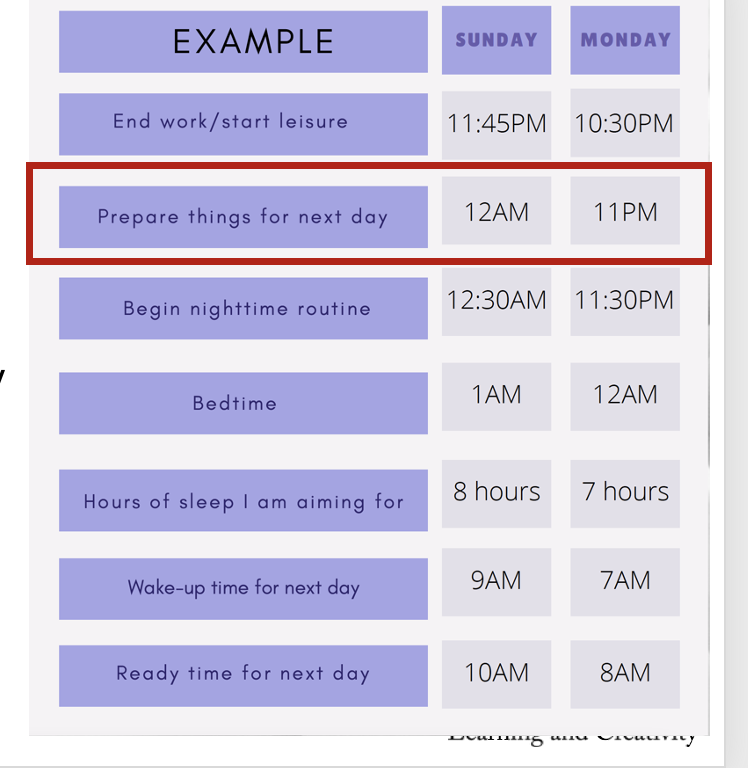 EXAMPLE SUNDAY MONDAY
End work/start leisure 11:45PM 10:30PM
Prepare things for next day 12AM 11PM
Begin nighttime routine 12:30AM 11:30PM
Bedtime 1AM 12AM
Hours of sleep I am aiming for 8 hours 7 hours
Wake-up time for next day 9AM 7AM
Ready time for next day 10AM 8AM
Learning and Creativity